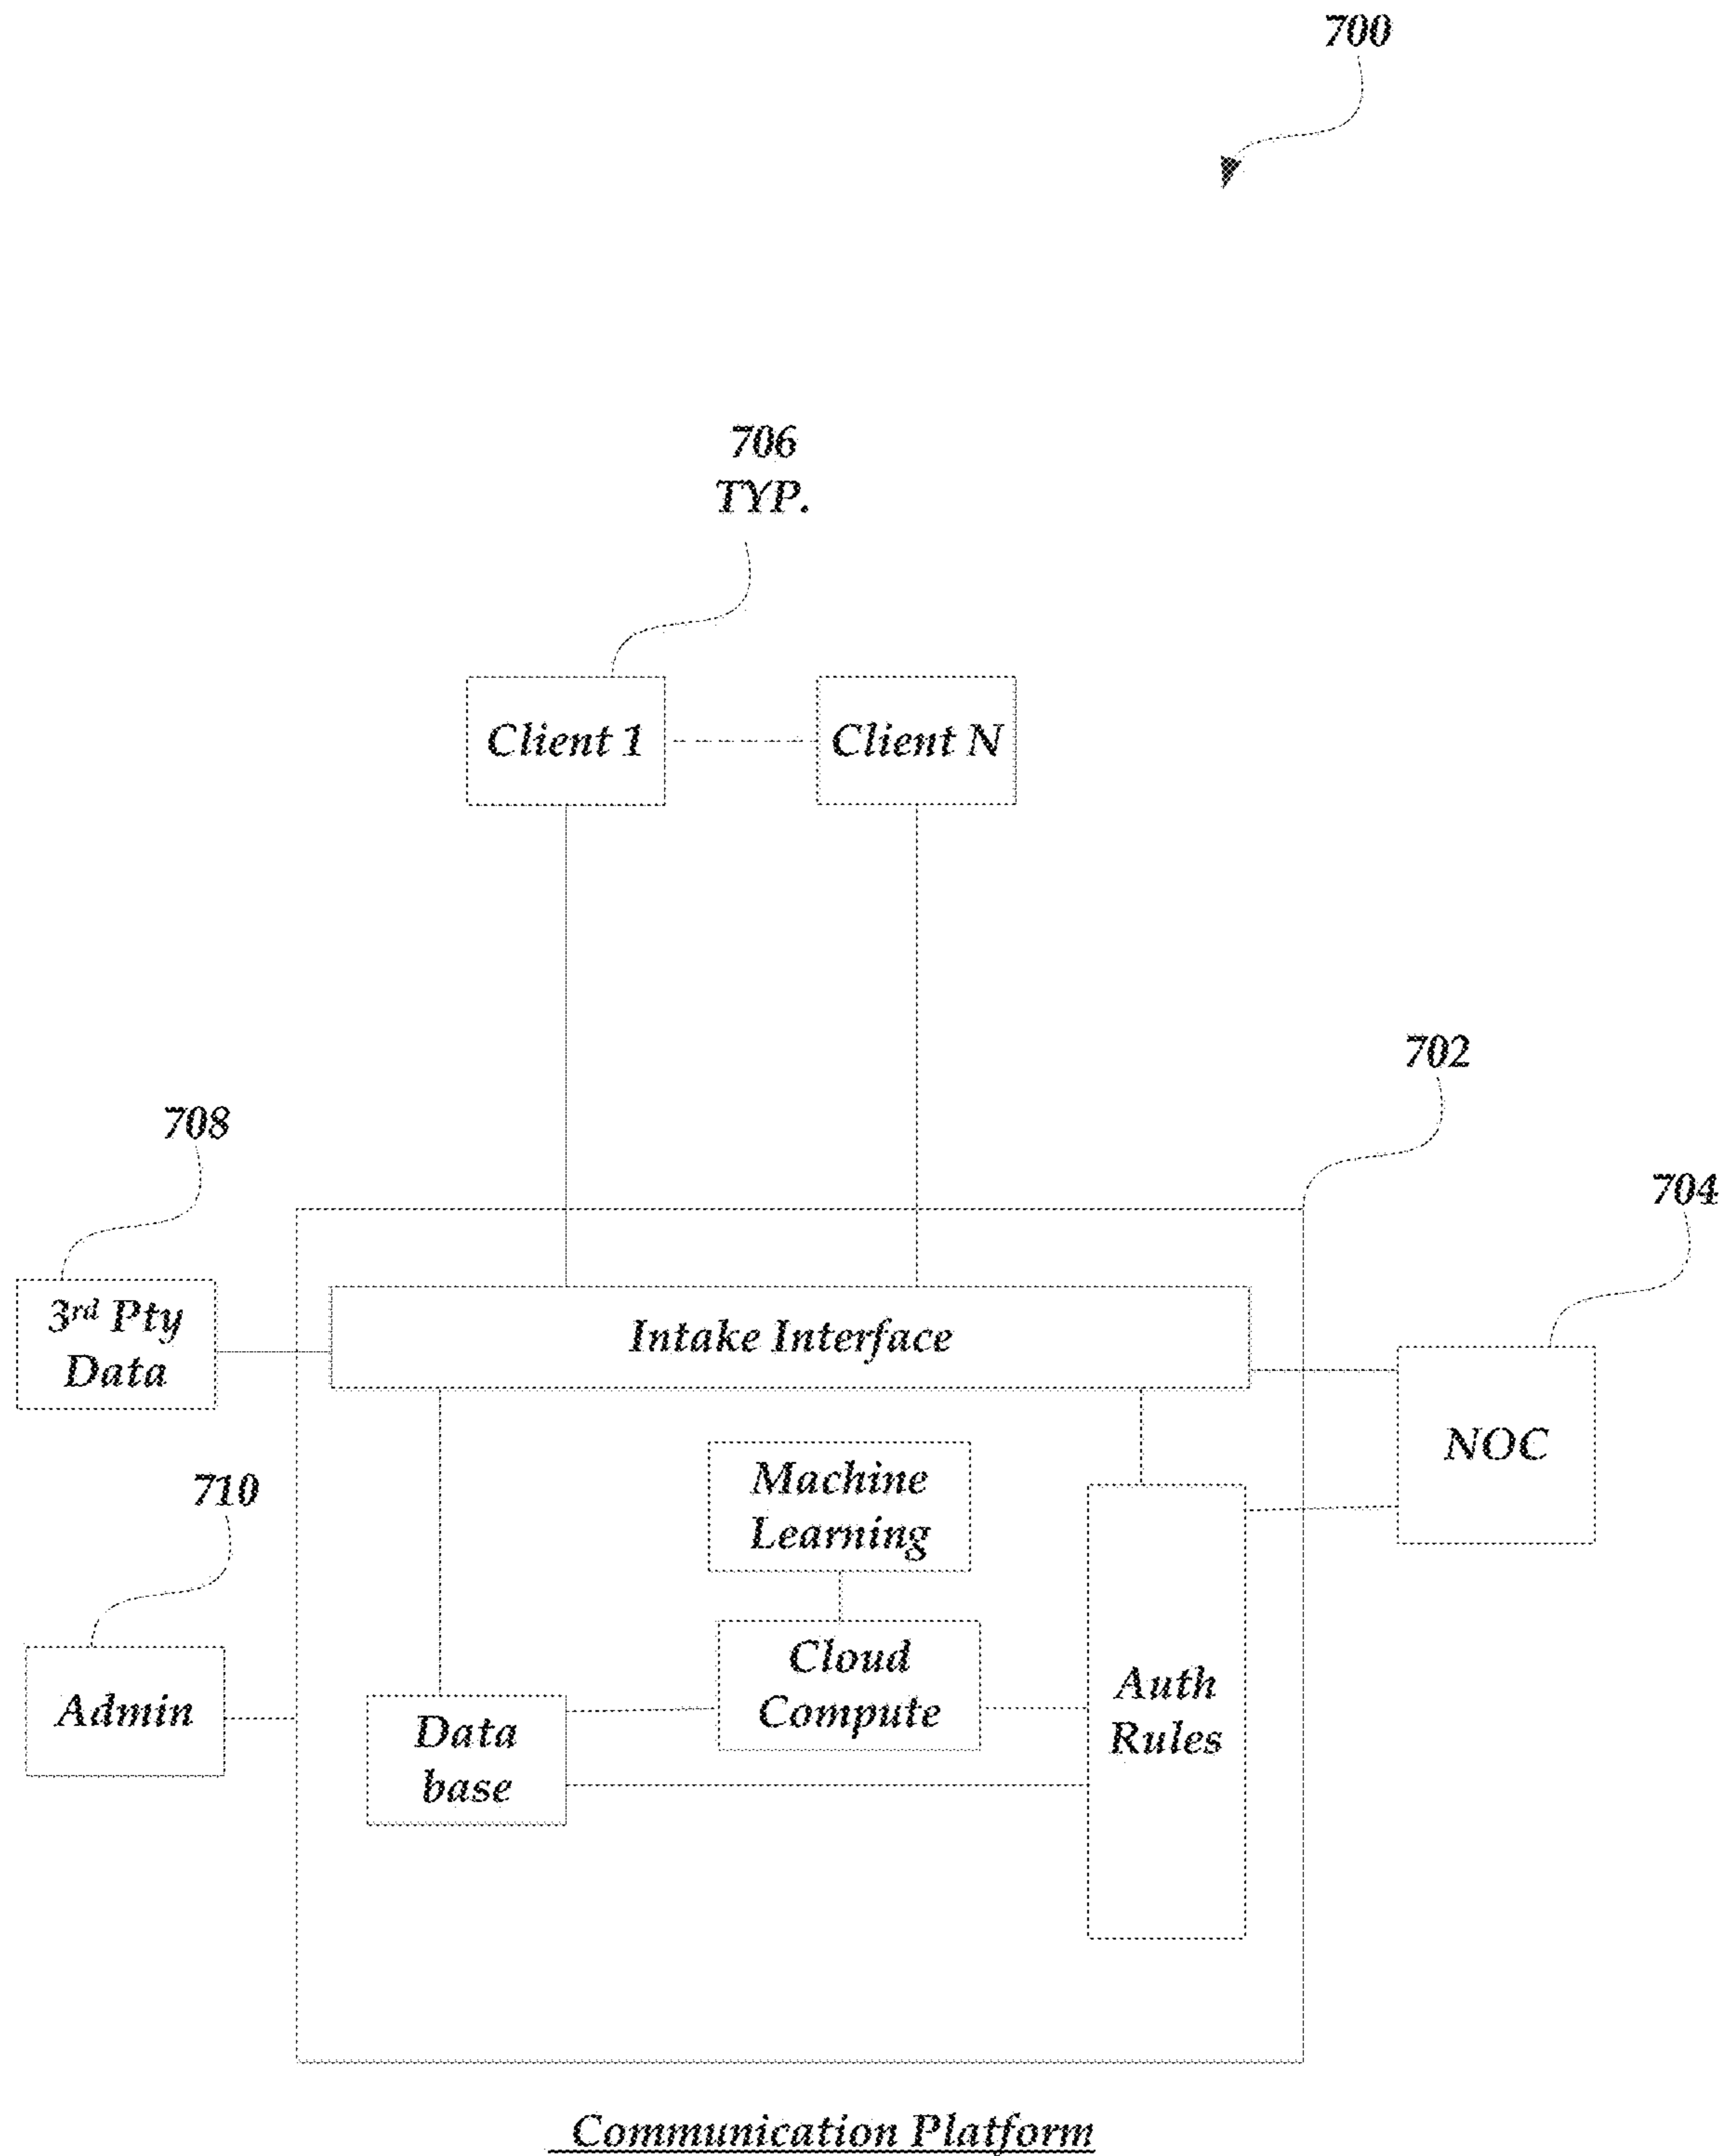 700
706
TYP.
Client 1
Client N
702
708
704
3rd Pty
Data
Intake Interface
NOC
Machine
Learning
710
Cloud
Compute
Auth
Rules
Admin
Data
base
Communication Platform